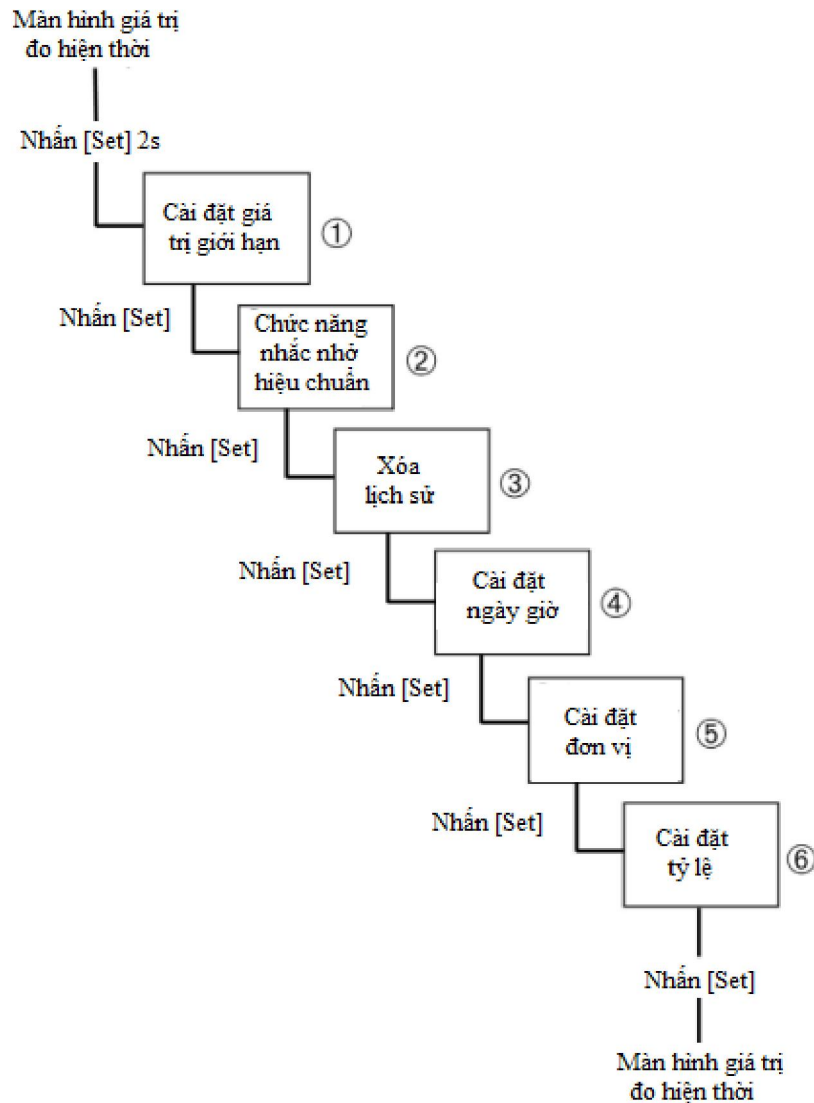 Màn hình giá trị
đo hiện thời
Nhấn [Set] 2s
Cài đặt giá
trị giới hạn
①
Nhấn [Set]
Chức năng
nhắc nhở
hiệu chuẩn
②
Nhấn [Set]
Xóa
lịch sử
③
Nhấn [Set]
Cài đặt
ngày giờ
④
Nhấn [Set]
Cài đặt
đơn vị
⑤
Nhấn [Set]
Cài đặt
tỷ lệ
⑥
Nhấn [Set]
Màn hình giá trị
đo hiện thời